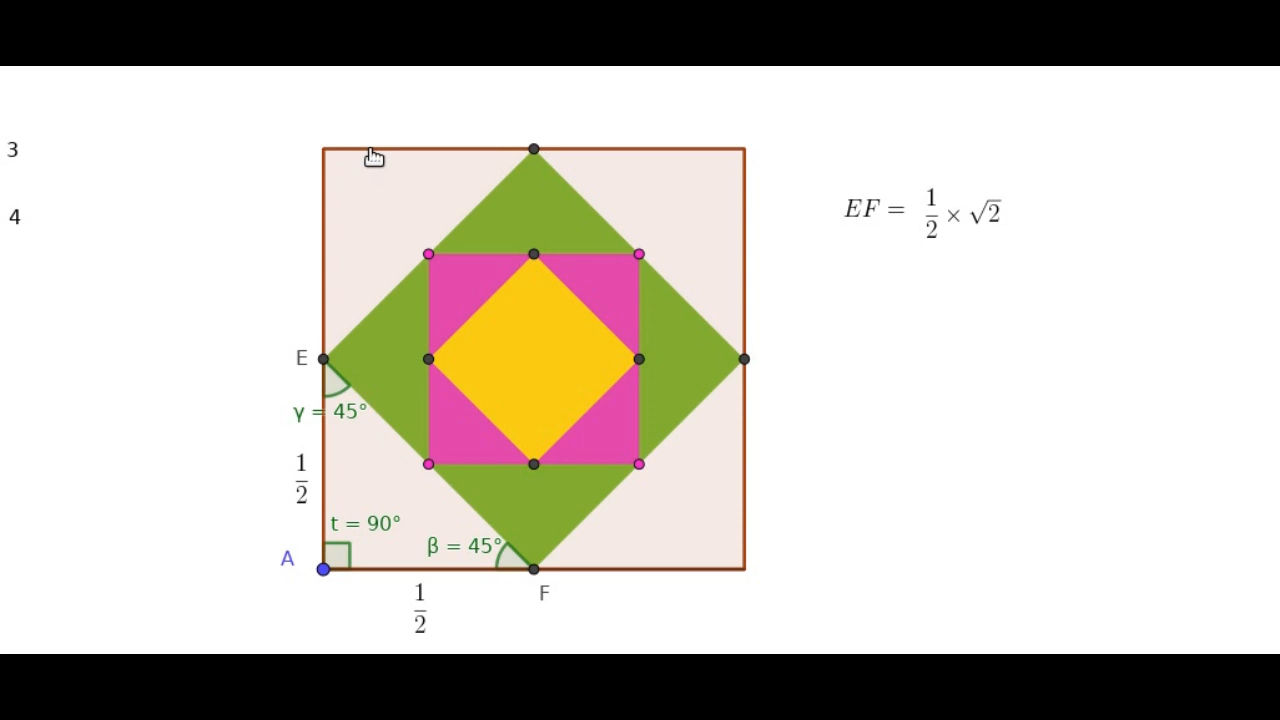 3
4
EF = 1/2 × √2
E
γ = 45°
1/2
t = 90°
β = 45°
A
F
1/2